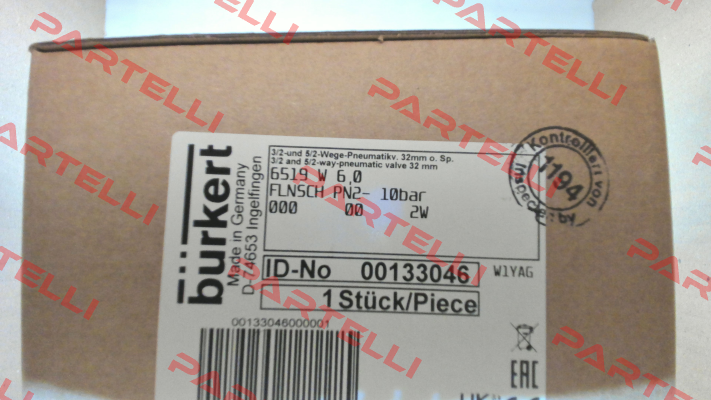 bürkert
Made in Germany
D-74653 Ingelfingen
3/2-und 5/2-Wege-Pneumatikv. 32mm o. Sp.
3/2 and 5/2-way-pneumatic valve 32 mm
6519 W 6,0
FLNSCH PN2- 10bar
000 00 2W
ID-No 00133046
W1YAG
1 Stück/Piece
00133046000001
EAC
Kontrolliert von
1194
Inspected by
PARTELLI
PARTELLI
PARTELLI
PARTELLI
PARTELLI
PARTELLI
PARTELLI
PARTELLI